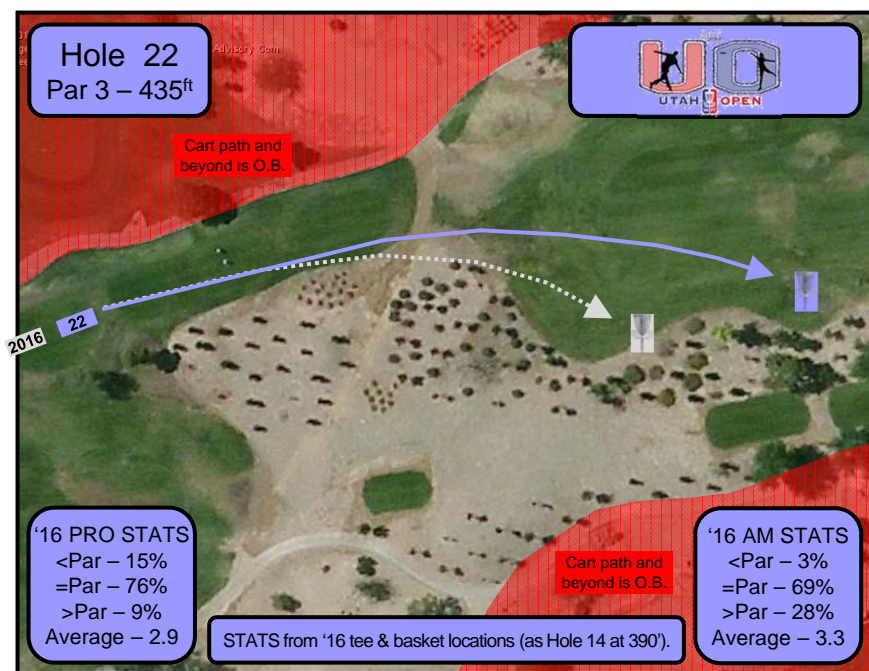 Hole 22
Par 3 – 435ft
Advisory Com
UTAH OPEN
Cart path and
beyond is O.B.
22
2016
'16 PRO STATS
<Par – 15%
=Par – 76%
>Par – 9%
Average – 2.9
Cart path and
beyond is O.B.
STATS from '16 tee & basket locations (as Hole 14 at 390').
'16 AM STATS
<Par – 3%
=Par – 69%
>Par – 28%
Average – 3.3